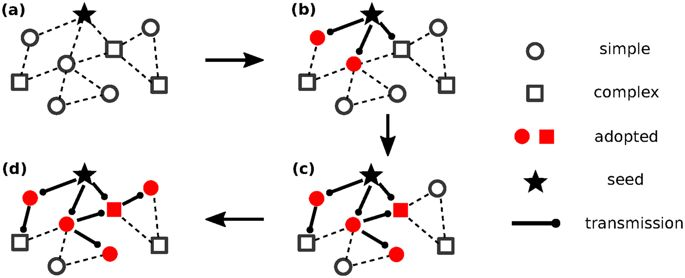 (a)
(b)
simple
complex
adopted
(d)
(c)
seed
transmission